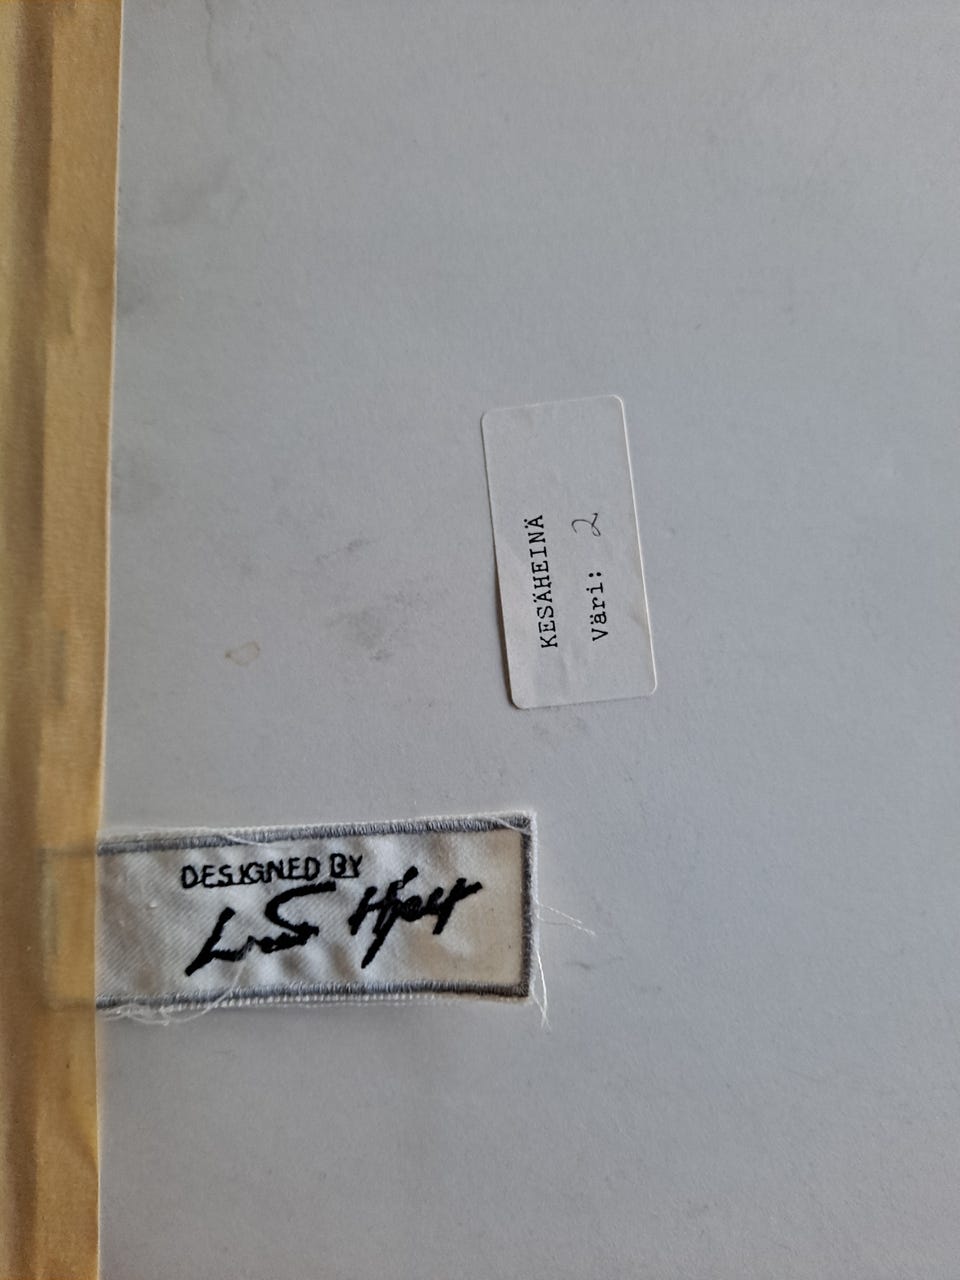 KESÄHEINÄ
Väri: 2
DESIGNED BY